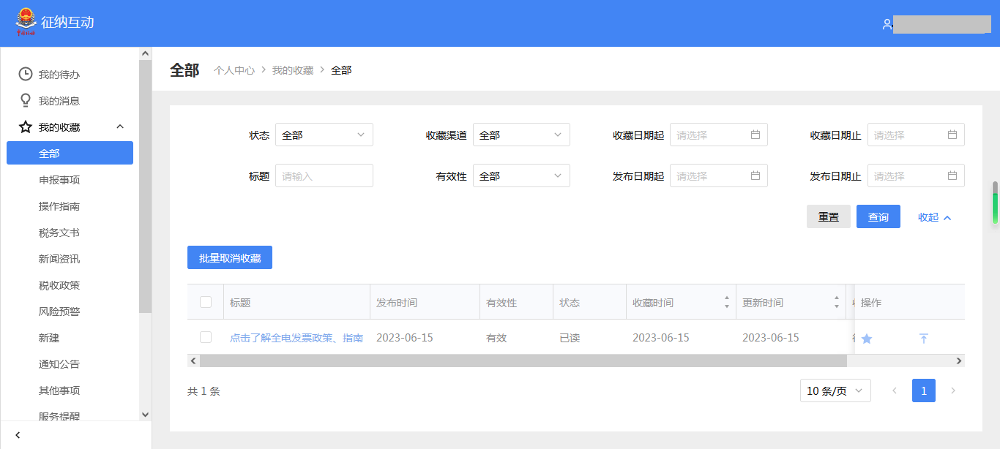 征纳互动
我的待办
我的消息
我的收藏
全部
申报事项
操作指南
税务文书
新闻资讯
税收政策
风险预警
新建
通知公告
其他事项
服务提醒
全部 个人中心 > 我的收藏 > 全部
状态 全部 收藏渠道 全部 收藏日期起 请选择 收藏日期止 请选择
标题 请输入 有效性 全部 发布日期起 请选择 发布日期止 请选择
重置 查询 收起
批量取消收藏
标题 发布时间 有效性 状态 收藏时间 更新时间 操作
点击了解全电发票政策、指南 2023-06-15 有效 已读 2023-06-15 2023-06-15
共 1 条 10 条/页 1